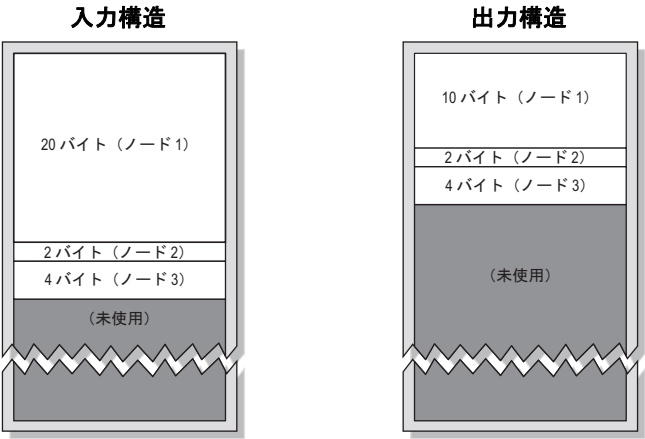 入力構造
20 バイト（ノード 1）
2 バイト（ノード 2）
4 バイト（ノード 3）
（未使用）
出力構造
10 バイト（ノード 1）
2 バイト（ノード 2）
4 バイト（ノード 3）
（未使用）